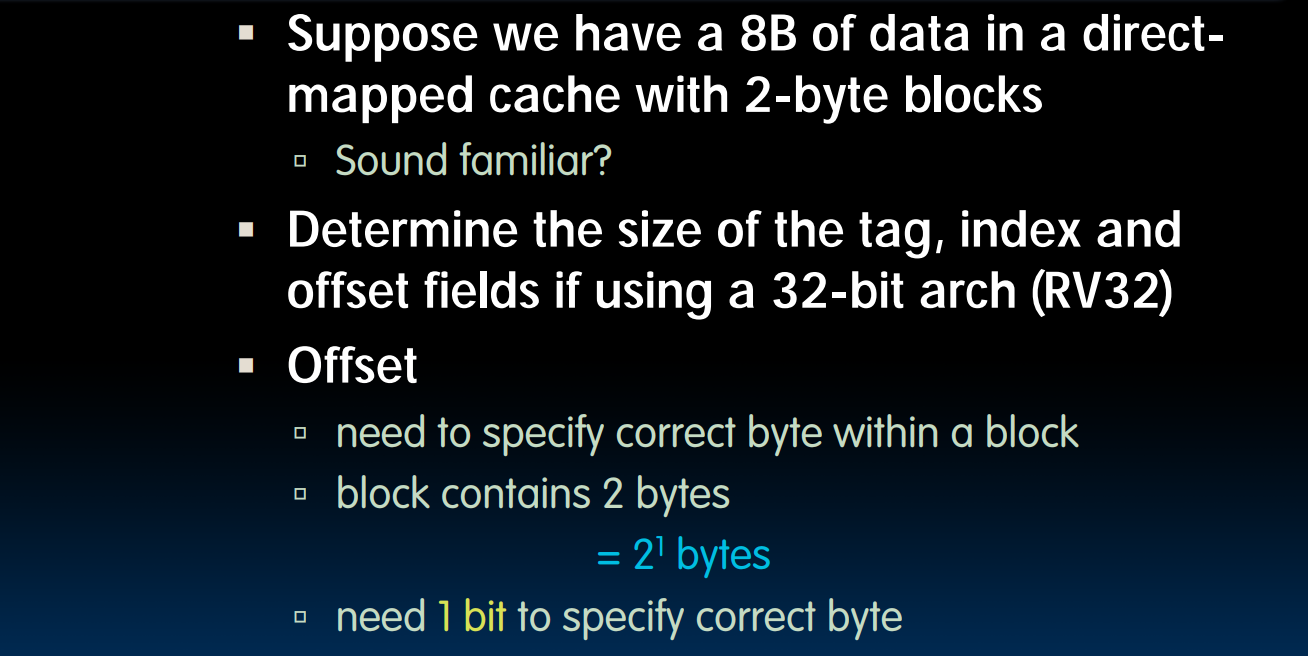 Suppose we have a 8B of data in a direct-
mapped cache with 2-byte blocks
Sound familiar?
Determine the size of the tag, index and
offset fields if using a 32-bit arch (RV32)
Offset
need to specify correct byte within a block
block contains 2 bytes
= 2¹ bytes
need 1 bit to specify correct byte